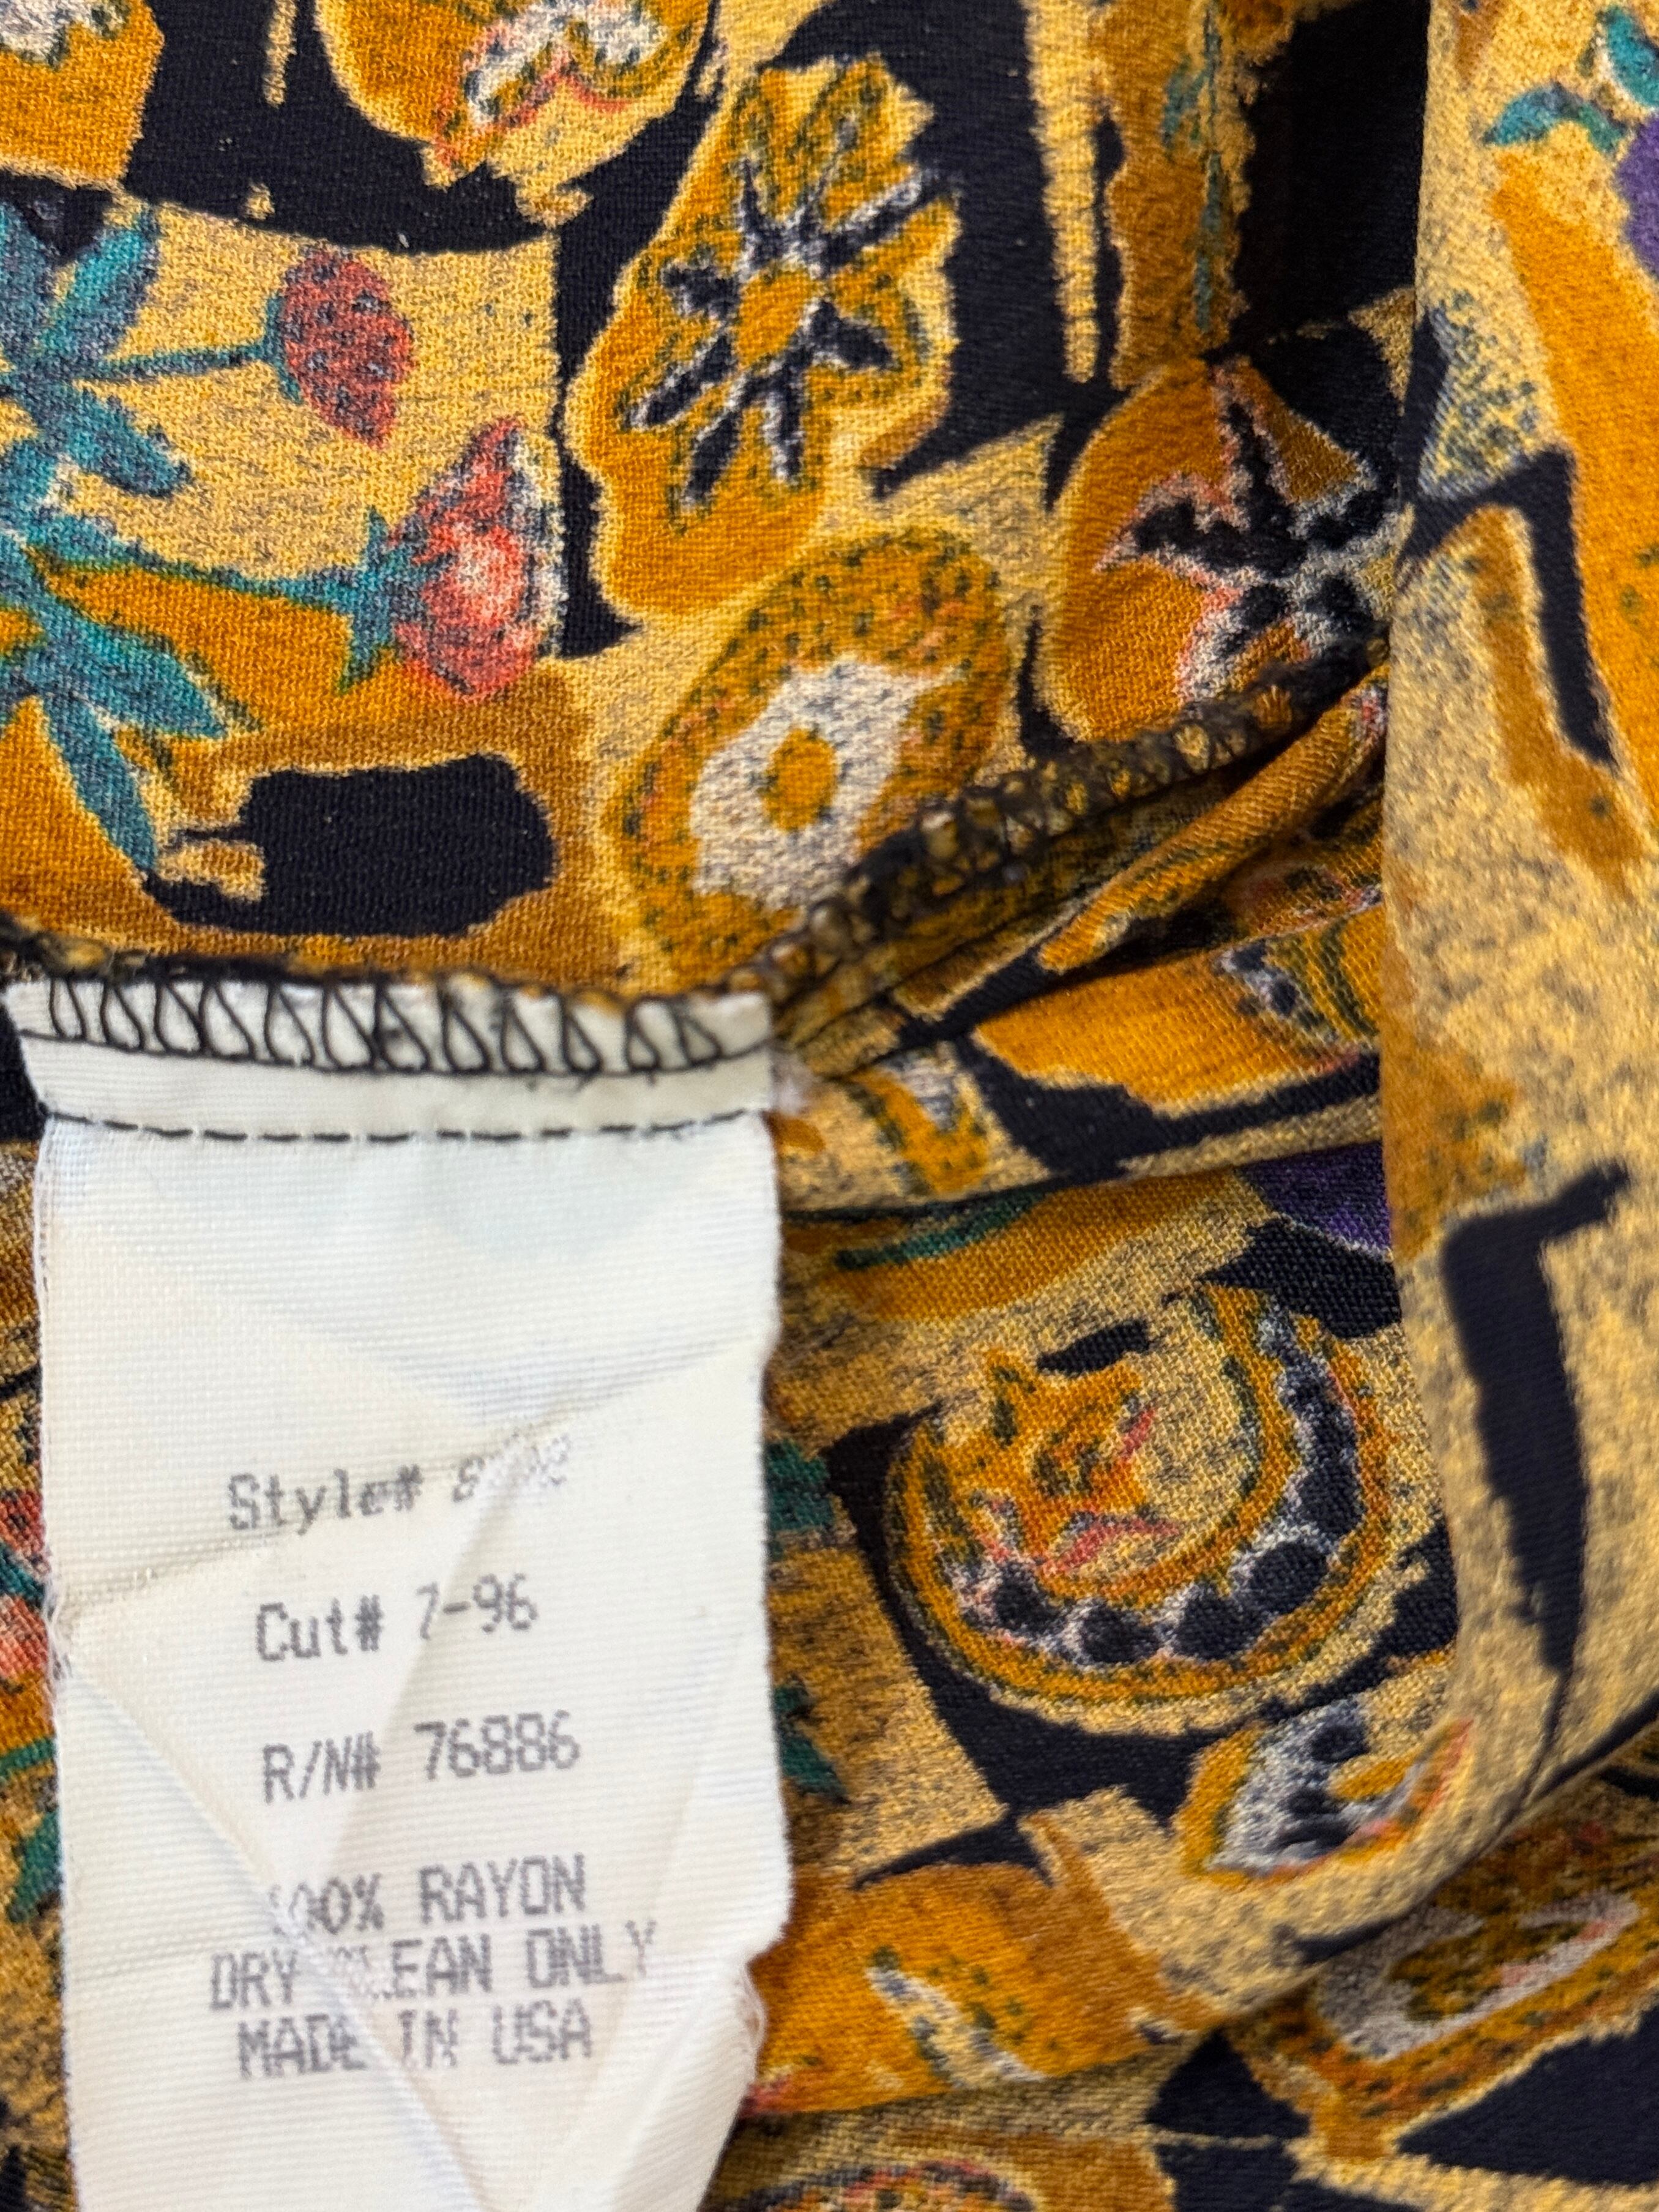 Style#
Cut# 7-96
R/N# 76886
100% RAYON
DRY CLEAN ONLY
MADE IN USA